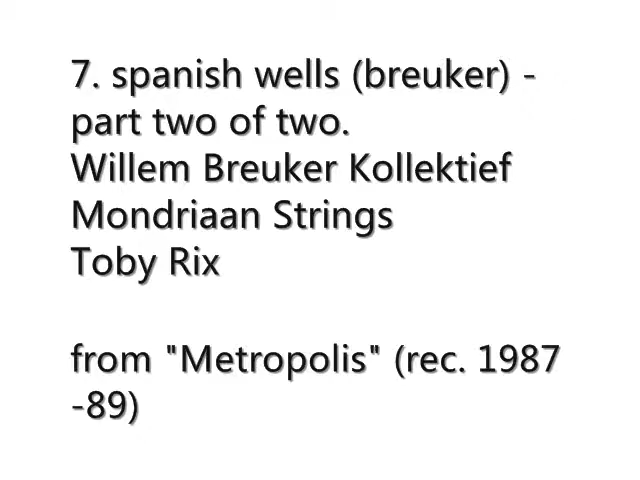 7. spanish wells (breuker) -
part two of two.
Willem Breuker Kollektief
Mondriaan Strings
Toby Rix
from "Metropolis" (rec. 1987
-89)